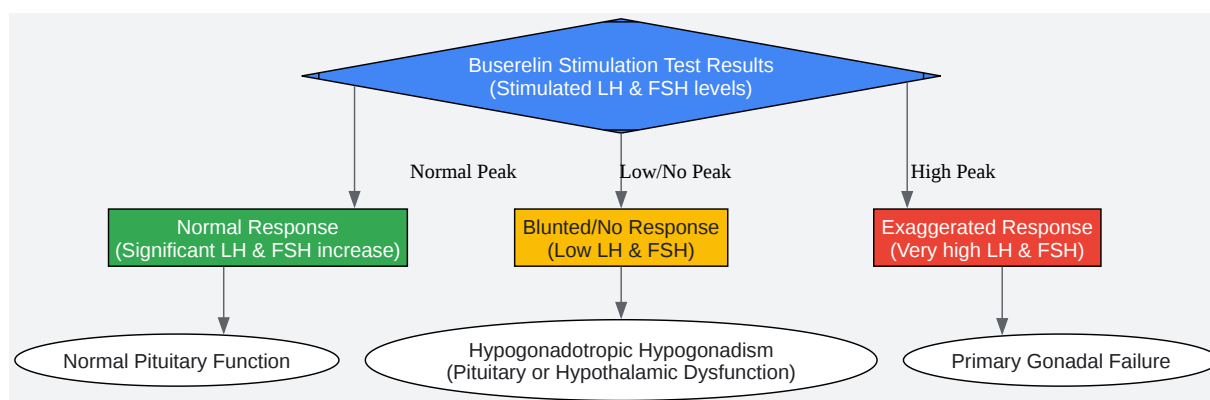 Buserelin Stimulation Test Results
(Stimulated LH & FSH levels)
Normal Peak
Low/No Peak
High Peak
Normal Response
(Significant LH & FSH increase)
Blunted/No Response
(Low LH & FSH)
Exaggerated Response
(Very high LH & FSH)
Normal Pituitary Function
Hypogonadotropic Hypogonadism
(Pituitary or Hypothalamic Dysfunction)
Primary Gonadal Failure